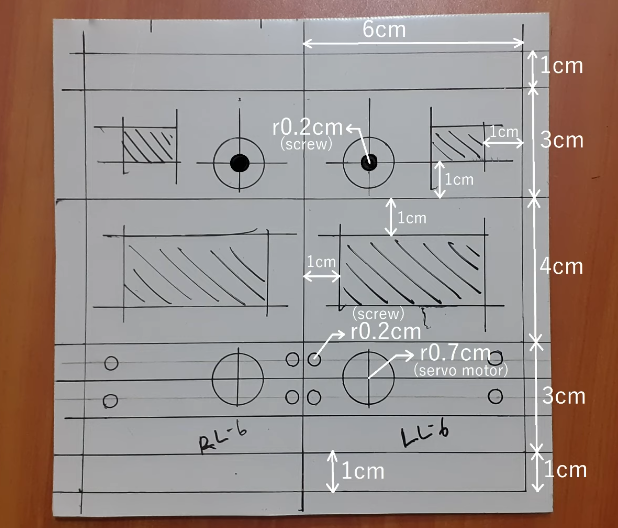 6cm
1cm
r0.2cm
(screw)
1cm
3cm
1cm
1cm
1cm
4cm
(screw)
r0.2cm
r0.7cm
(servo motor)
3cm
RL-6
LL-6
1cm
1cm